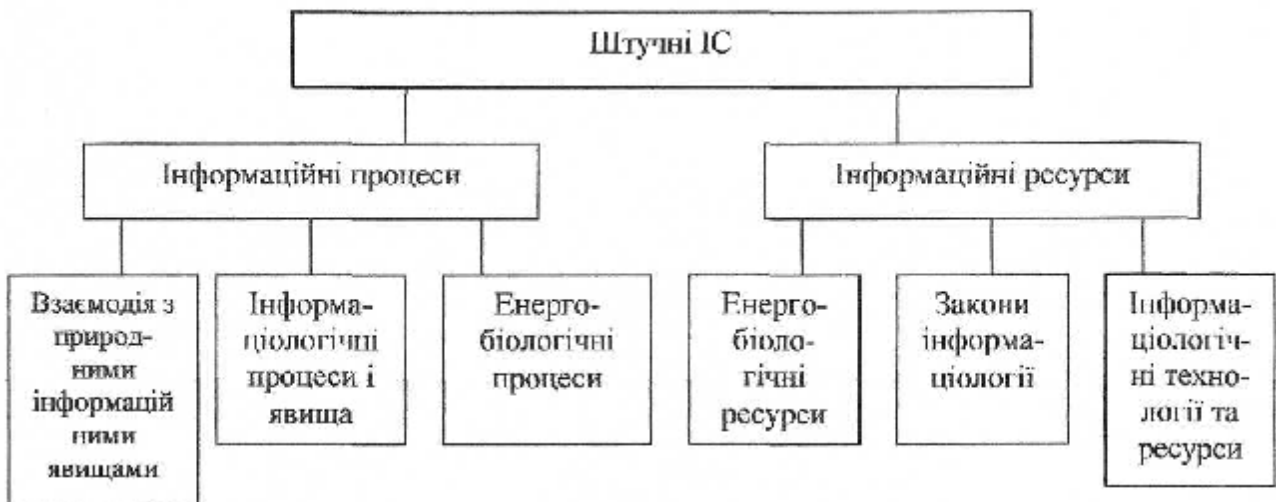 Штучні ІС
Інформаційні процеси
Інформаційні ресурси
Взаємодія з
природ-
ними
інформацій
ними
явищами
Інформа-
ціологічні
процеси і
явища
Енерго-
біологічні
процеси
Енерго-
біоло-
гічні
ресурси
Закони
інформа-
ціології
Інформа-
ціологіч-
ні техно-
логії та
ресурси